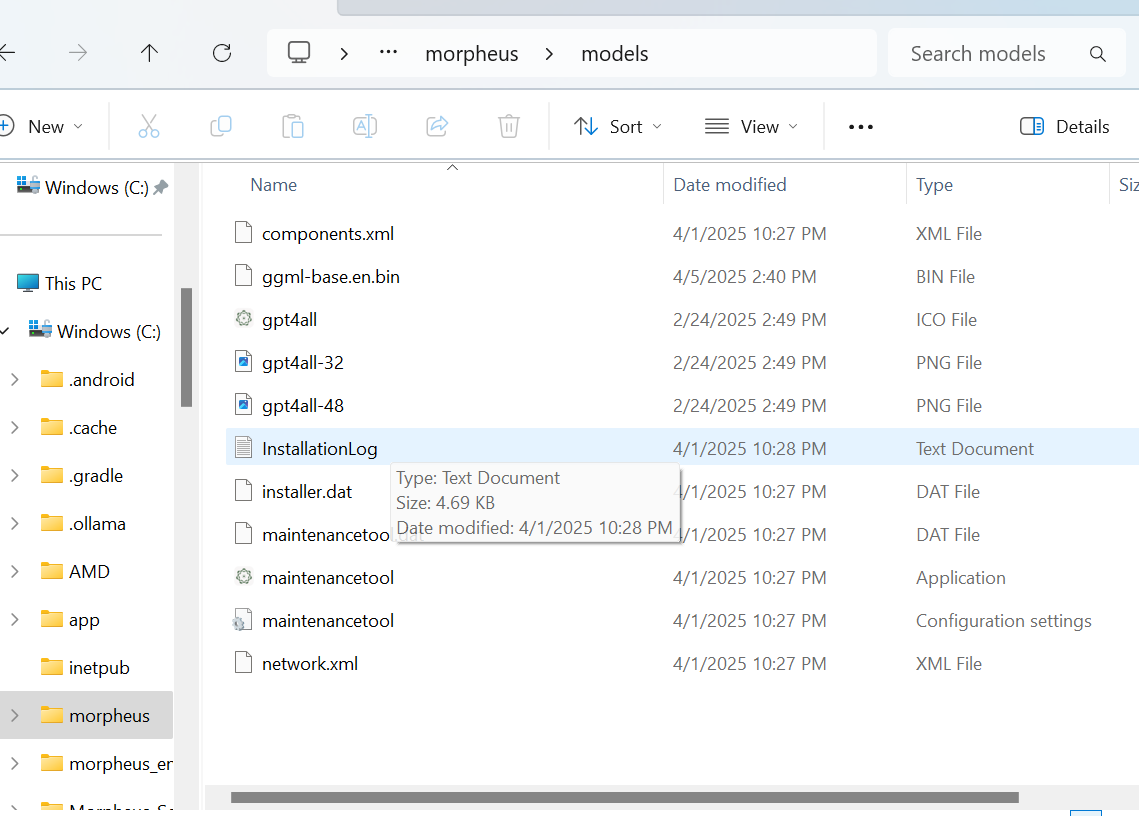 morpheus
models
Search models
New
Sort
View
Details
Name
Date modified
Type
Windows (C:)
This PC
Windows (C:)
.android
.cache
.gradle
.ollama
AMD
app
inetpub
morpheus
morpheus_er
components.xml 4/1/2025 10:27 PM XML File
ggml-base.en.bin 4/5/2025 2:40 PM BIN File
gpt4all 2/24/2025 2:49 PM ICO File
gpt4all-32 2/24/2025 2:49 PM PNG File
gpt4all-48 2/24/2025 2:49 PM PNG File
InstallationLog 4/1/2025 10:28 PM Text Document
Type: Text Document
Size: 4.69 KB
Date modified: 4/1/2025 10:28 PM
installer.dat 4/1/2025 10:27 PM DAT File
maintenancetool.dat 4/1/2025 10:27 PM DAT File
maintenancetool 4/1/2025 10:27 PM Application
maintenancetool 4/1/2025 10:27 PM Configuration settings
network.xml 4/1/2025 10:27 PM XML File